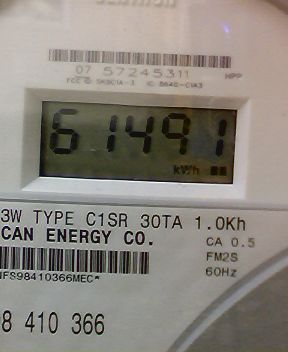 07 57245311 HPP
61491
kWh
3W TYPE C1SR 30TA 1.0Kh
CAN ENERGY CO.
CA 0.5
FM2S
60Hz
8 410 366